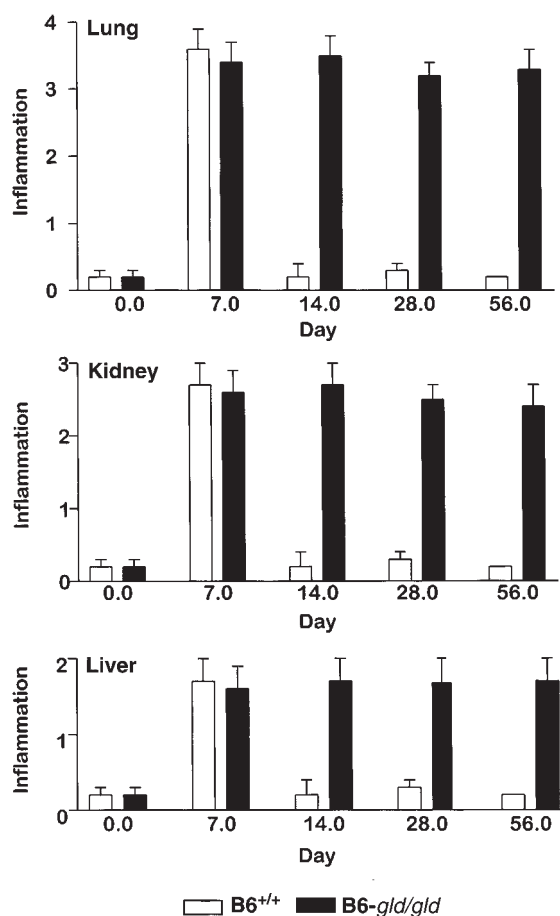 Lung
Inflammation
4
3
2
1
0
0.0 7.0 14.0 28.0 56.0
Day
Kidney
Inflammation
3
2
1
0
0.0 7.0 14.0 28.0 56.0
Day
Liver
Inflammation
2
1
0
0.0 7.0 14.0 28.0 56.0
Day
B6+/+ B6-gld/gld